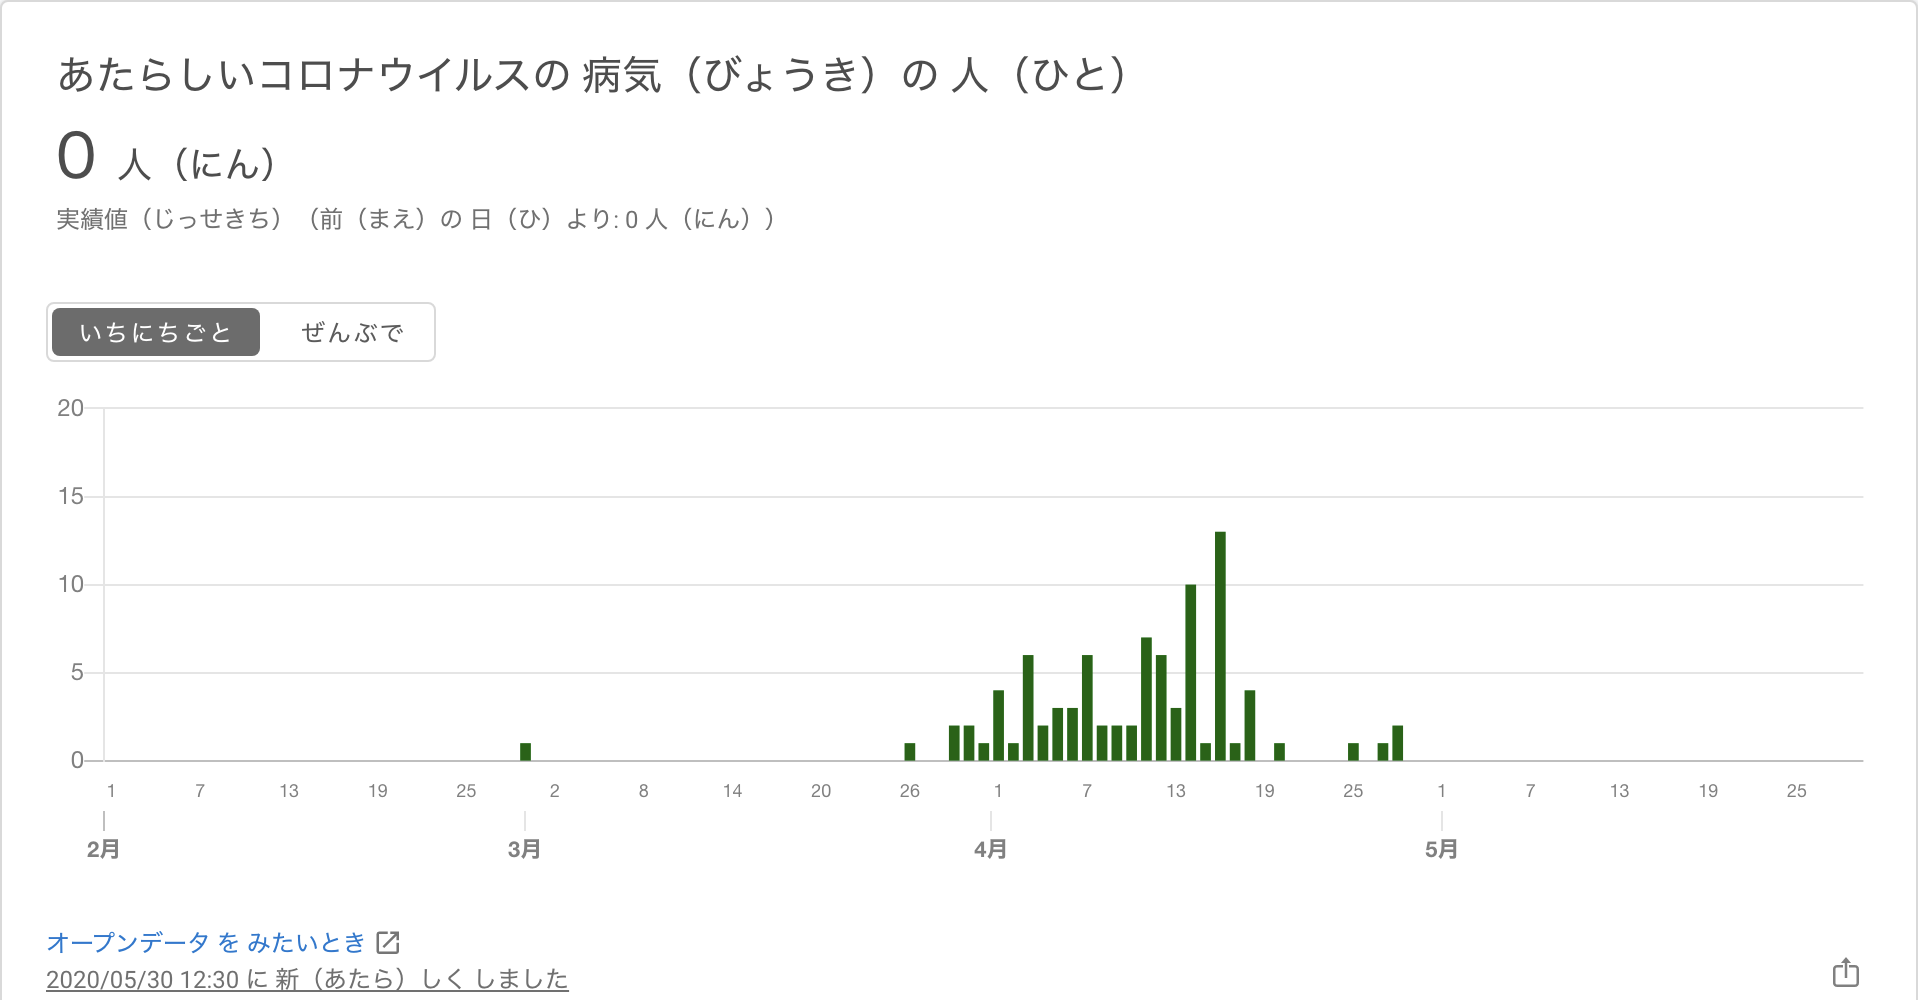 あたらしいコロナウイルスの 病気（びょうき）の 人（ひと）
0 人（にん）
実績値（じっせきち）（前（まえ）の 日（ひ）より: 0 人（にん））
いちにちごと ぜんぶで
20
15
10
5
0
1 7 13 19 25 2 8 14 20 26 1 7 13 19 25 1 7 13 19 25
2月 3月 4月 5月
オープンデータ を みたいとき
2020/05/30 12:30 に 新（あたら）しく しました